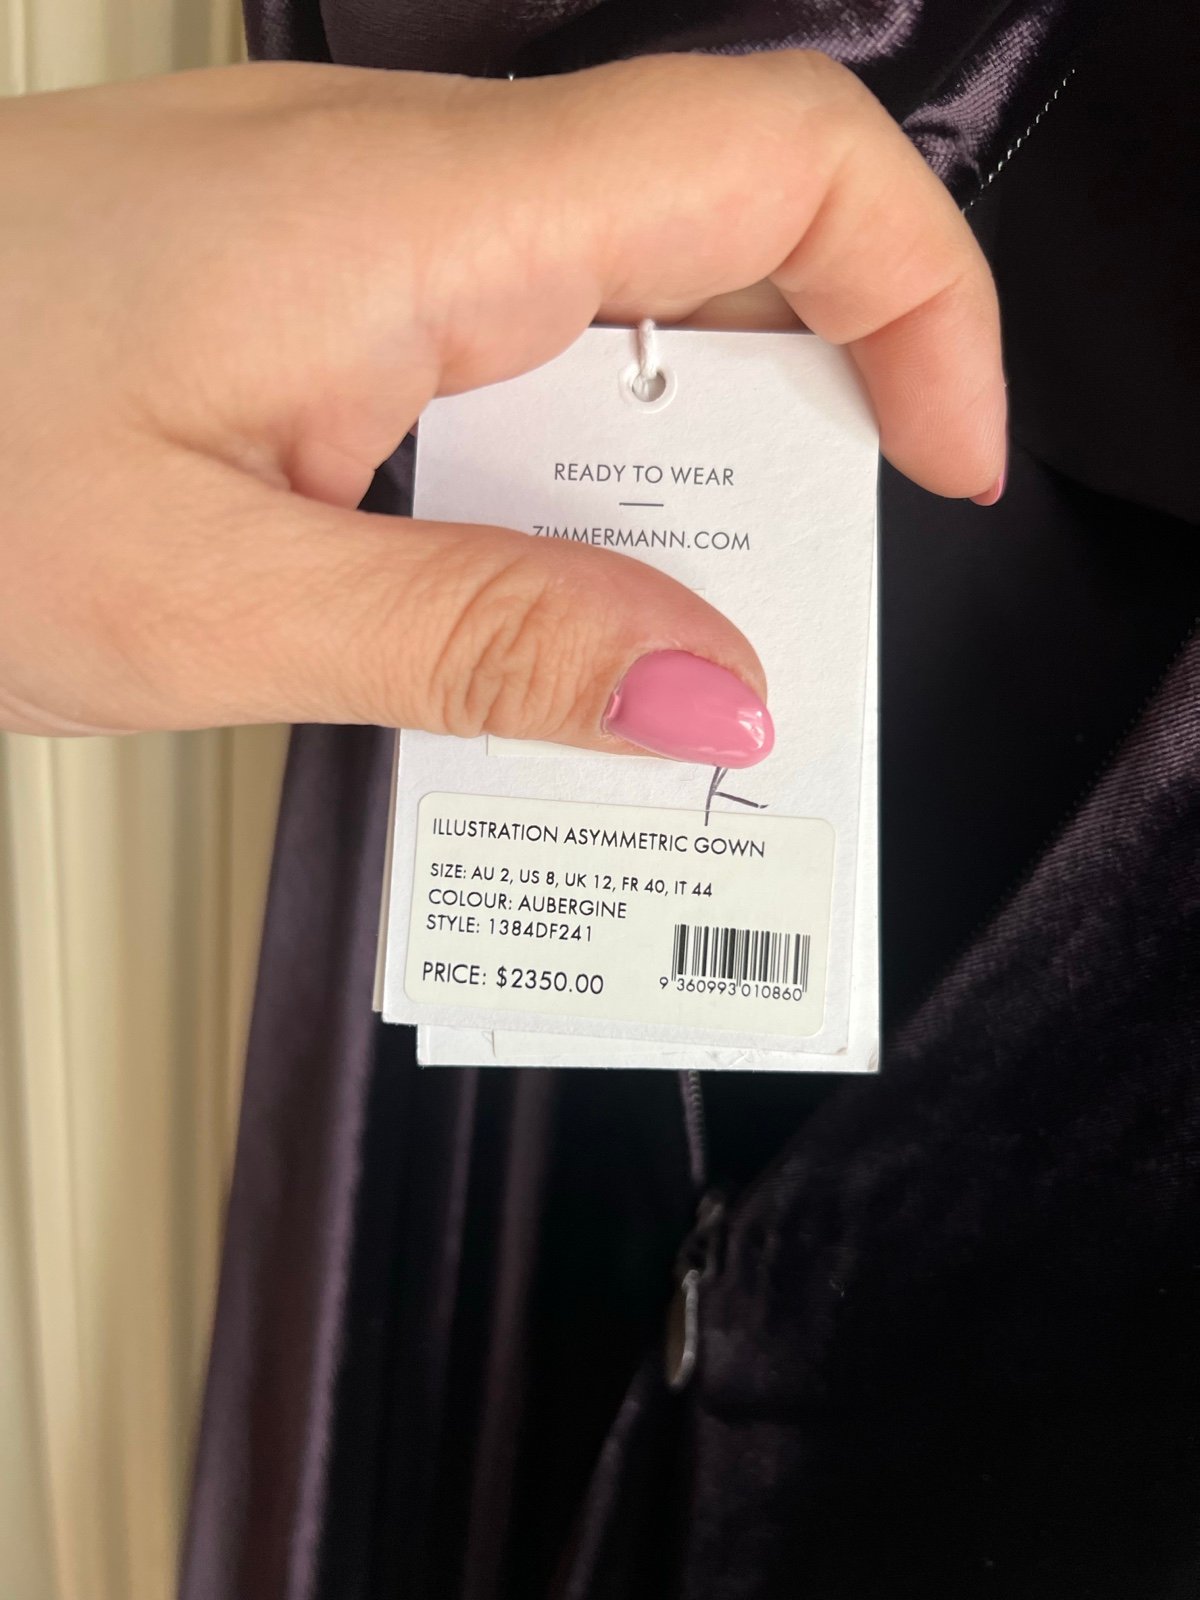 READY TO WEAR
ZIMMERMANN.COM
ILLUSTRATION ASYMMETRIC GOWN
SIZE: AU 2, US 8, UK 12, FR 40, IT 44
COLOUR: AUBERGINE
STYLE: 1384DF241
PRICE: $2350.00
9 360993 010860